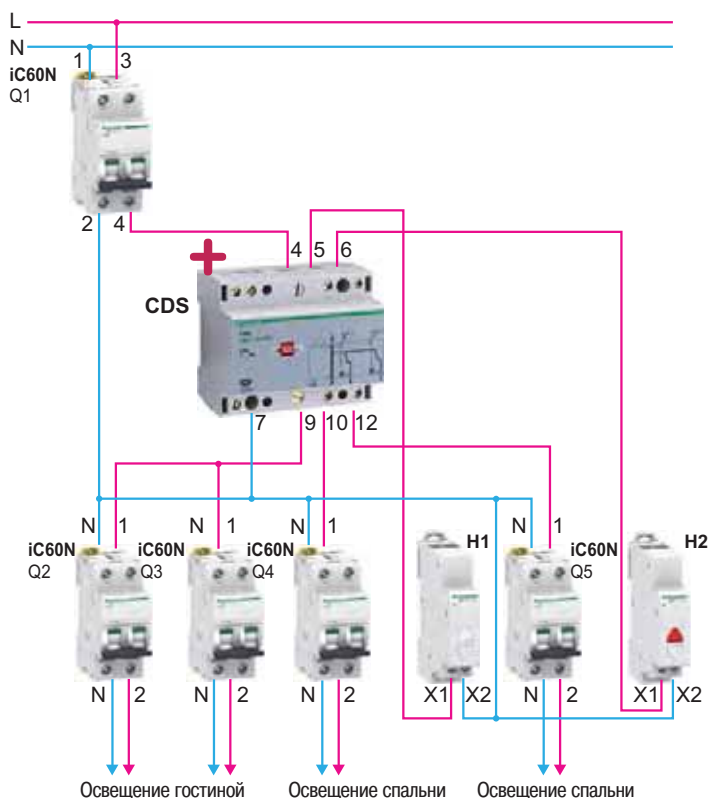 L
N
1 3
iC60N
Q1
2 4
4 5 6
CDS
7 9 10 12
N 1 N 1 N 1 N 1
iC60N iC60N iC60N H1 iC60N H2
Q2 Q3 Q4 Q5
N 2 N 2 N 2 X1 X2 N 2 X1 X2
Освещение гостиной Освещение спальни Освещение спальни